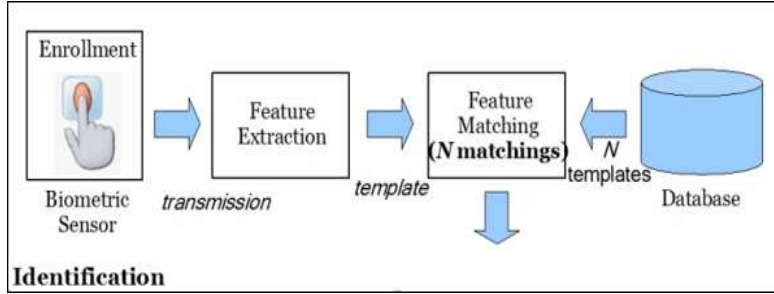 Enrollment
Biometric
Sensor
transmission
Feature
Extraction
template
Feature
Matching
(N matchings)
N
templates
Database
Identification